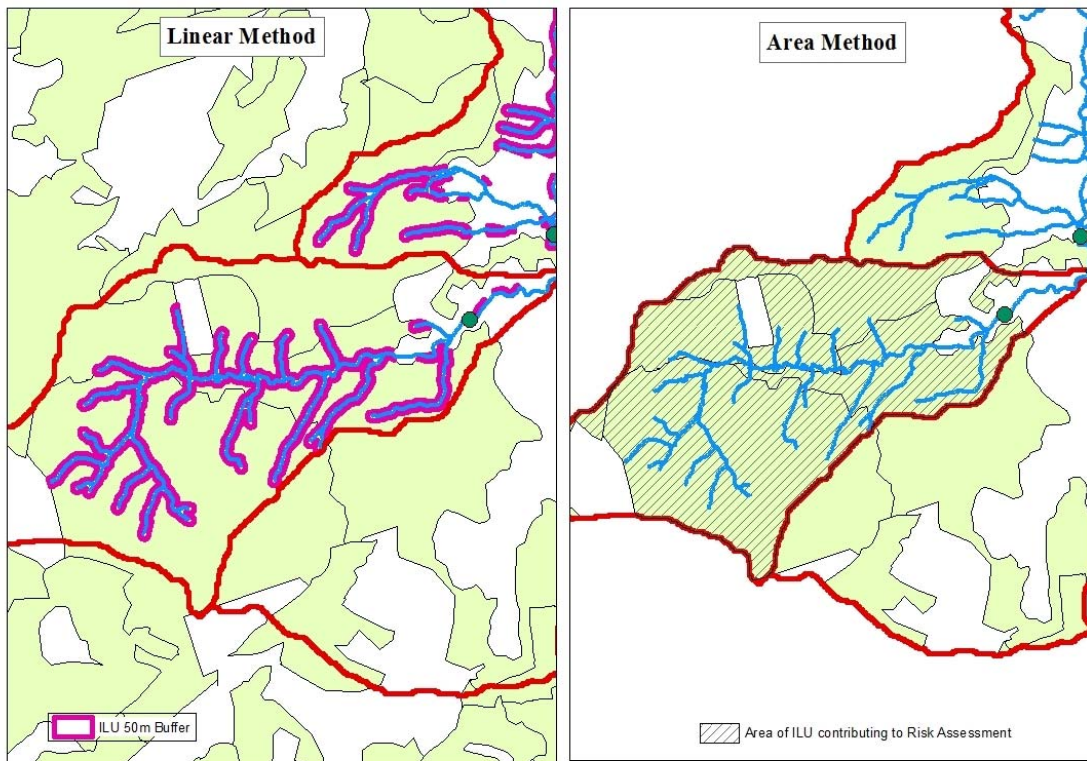 Linear Method
Area Method
ILU 50m Buffer
Area of ILU contributing to Risk Assessment